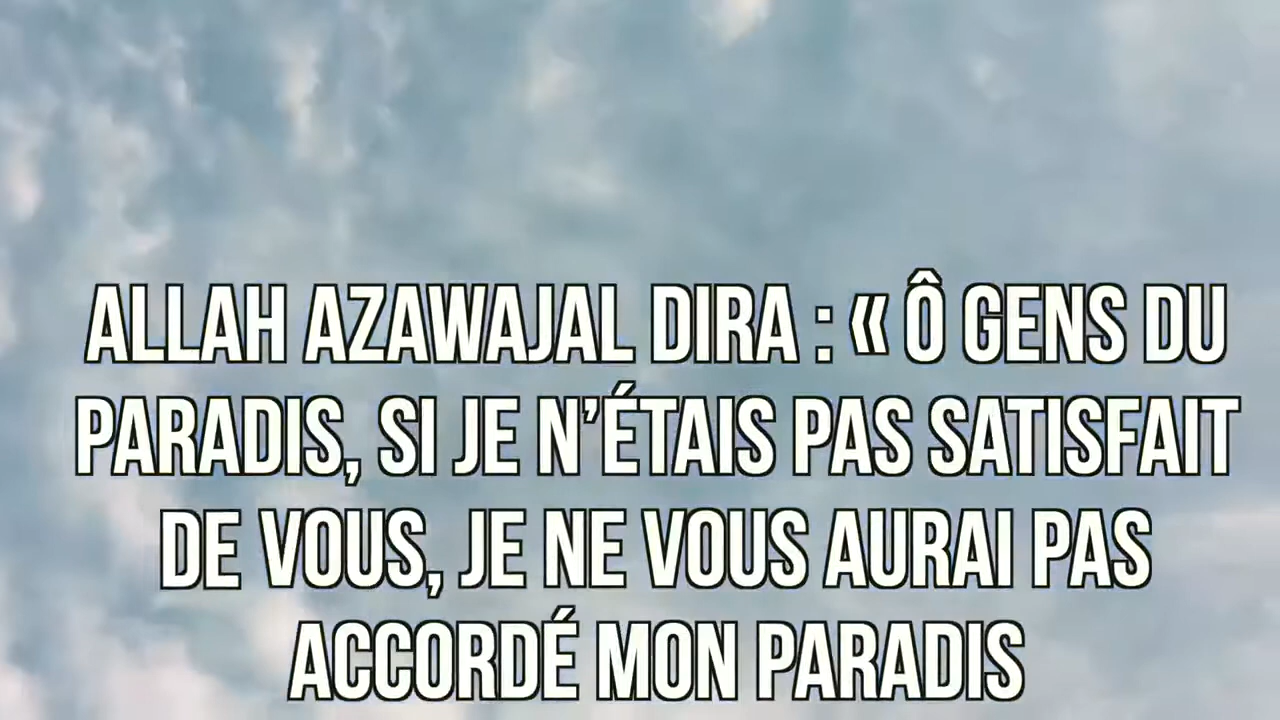 ALLAH AZAWAJAL DIRA : « Ô GENS DU
PARADIS, SI JE N’ÉTAIS PAS SATISFAIT
DE VOUS, JE NE VOUS AURAI PAS
ACCORDÉ MON PARADIS